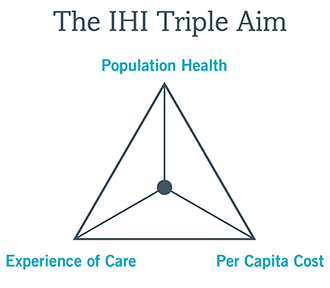 The IHI Triple Aim
Population Health
Experience of Care
Per Capita Cost